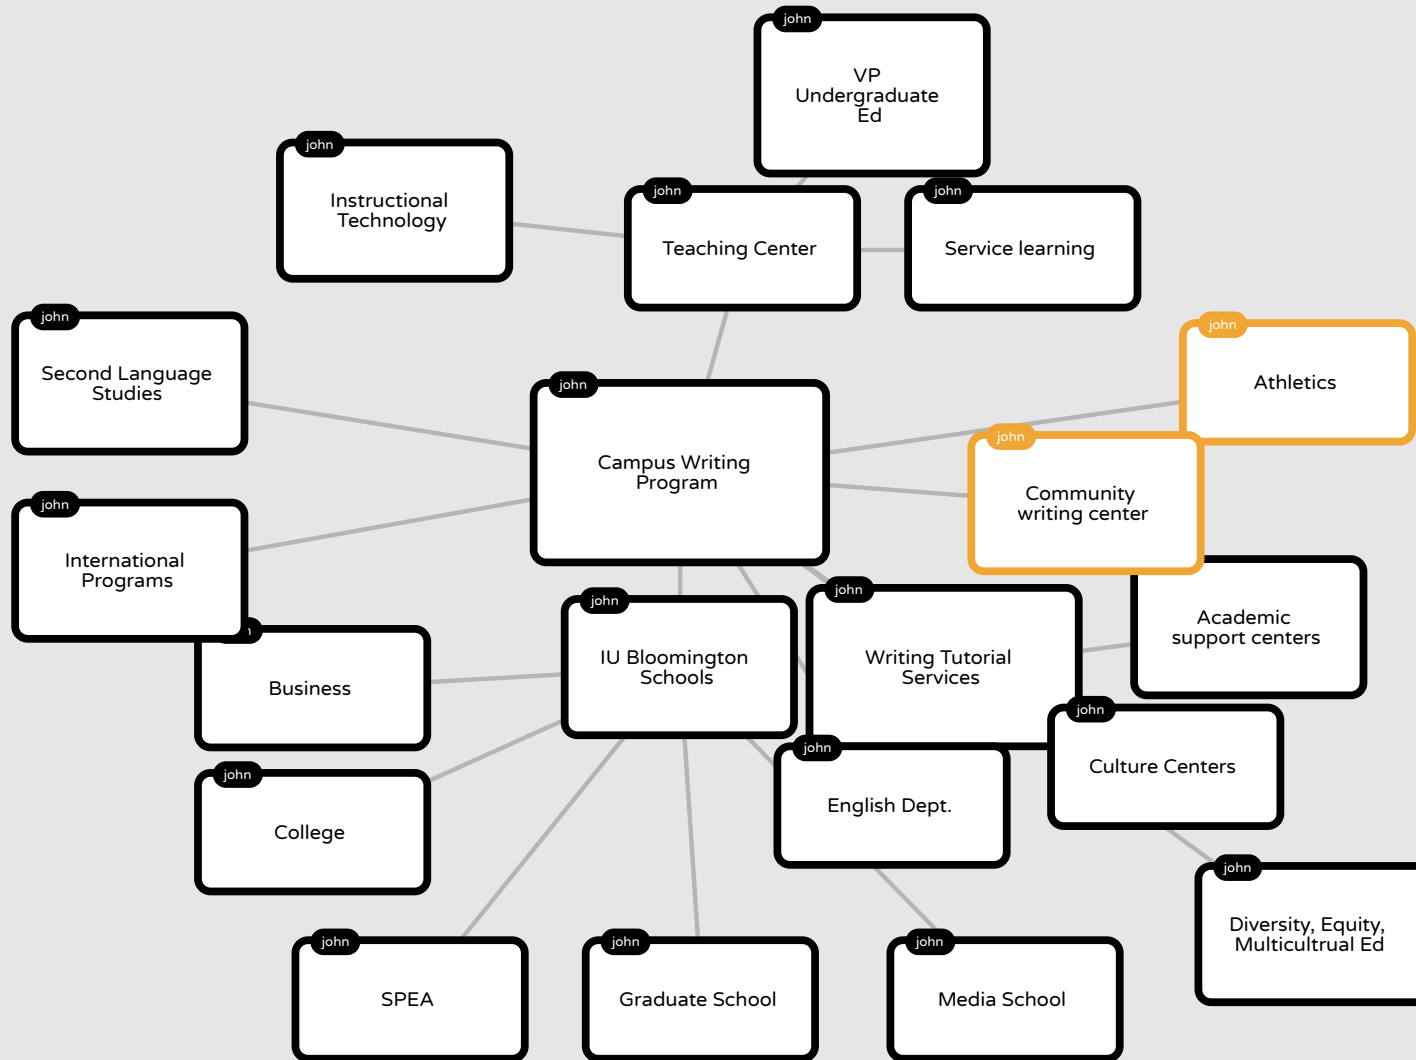 john
VP
Undergraduate
Ed
john
Instructional
Technology
john
Teaching Center
john
Service learning
john
Second Language
Studies
john
Athletics
john
Campus Writing
Program
john
Community
writing center
john
International
Programs
Academic
support centers
john
IU Bloomington
Schools
john
Writing Tutorial
Services
Business
john
Culture Centers
john
English Dept.
john
College
john
Diversity, Equity,
Multicultrual Ed
john
SPEA
john
Graduate School
john
Media School